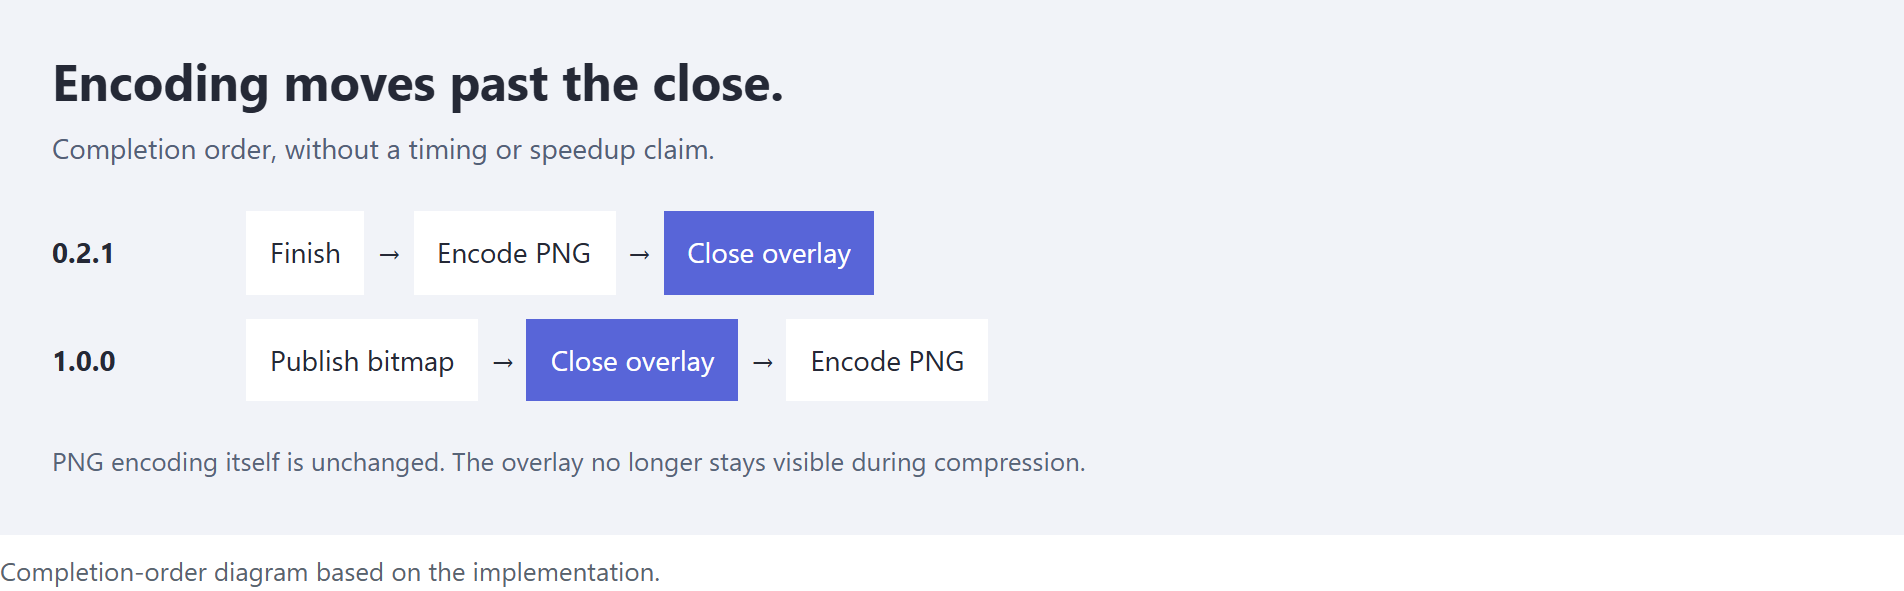 Encoding moves past the close.
Completion order, without a timing or speedup claim.
0.2.1 Finish → Encode PNG → Close overlay
1.0.0 Publish bitmap → Close overlay → Encode PNG
PNG encoding itself is unchanged. The overlay no longer stays visible during compression.
Completion-order diagram based on the implementation.